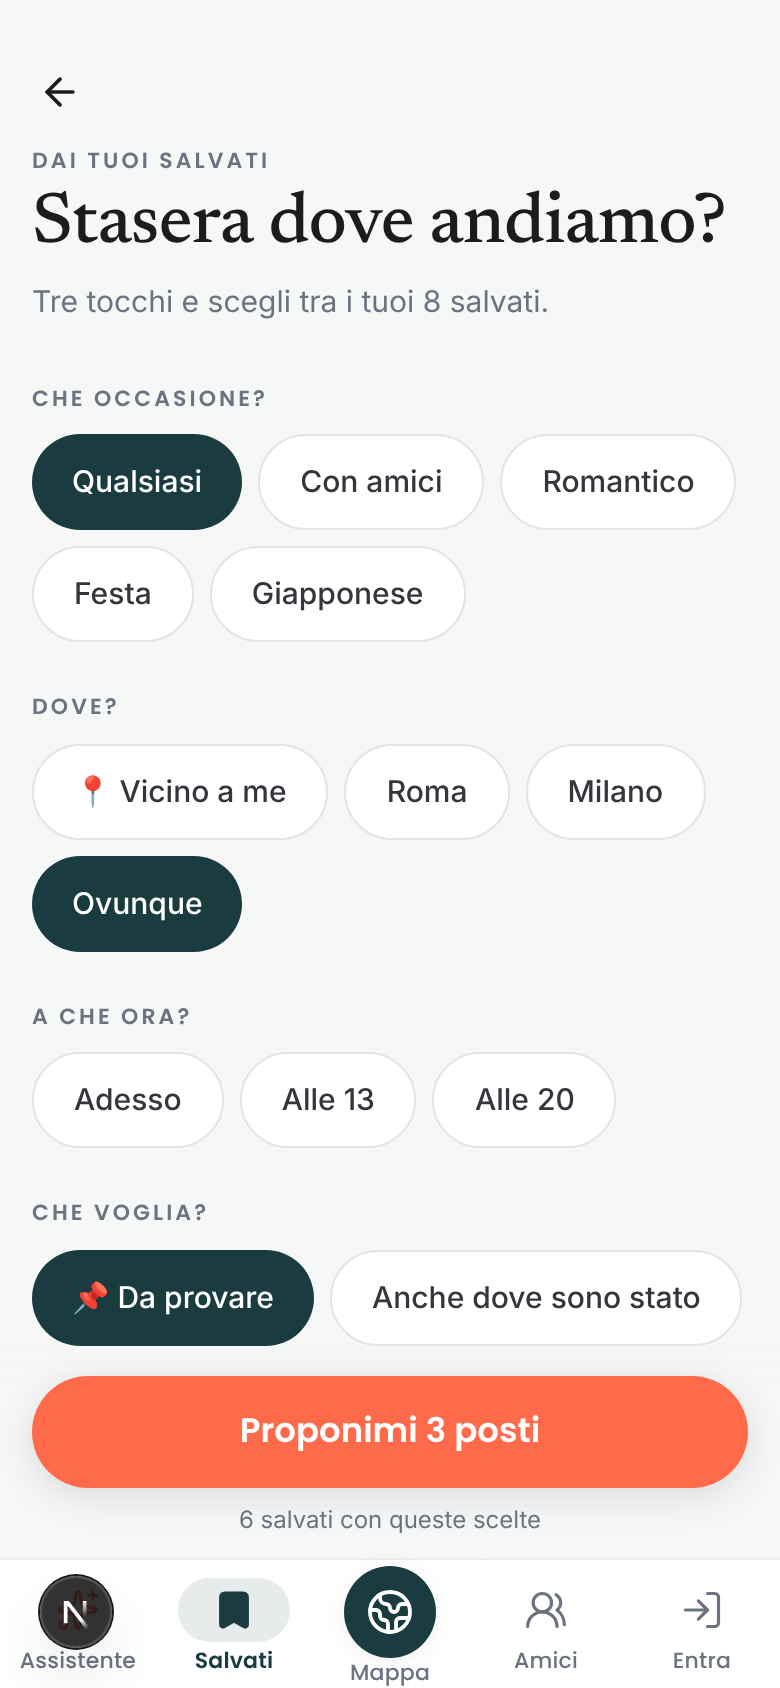 DAI TUOI SALVATI
Stasera dove andiamo?
Tre tocchi e scegli tra i tuoi 8 salvati.
CHE OCCASIONE?
Qualsiasi
Con amici
Romantico
Festa
Giapponese
DOVE?
Vicino a me
Roma
Milano
Ovunque
A CHE ORA?
Adesso
Alle 13
Alle 20
CHE VOGLIA?
Da provare
Anche dove sono stato
Proponimi 3 posti
6 salvati con queste scelte
N
Assistente
Salvati
Mappa
Amici
Entra